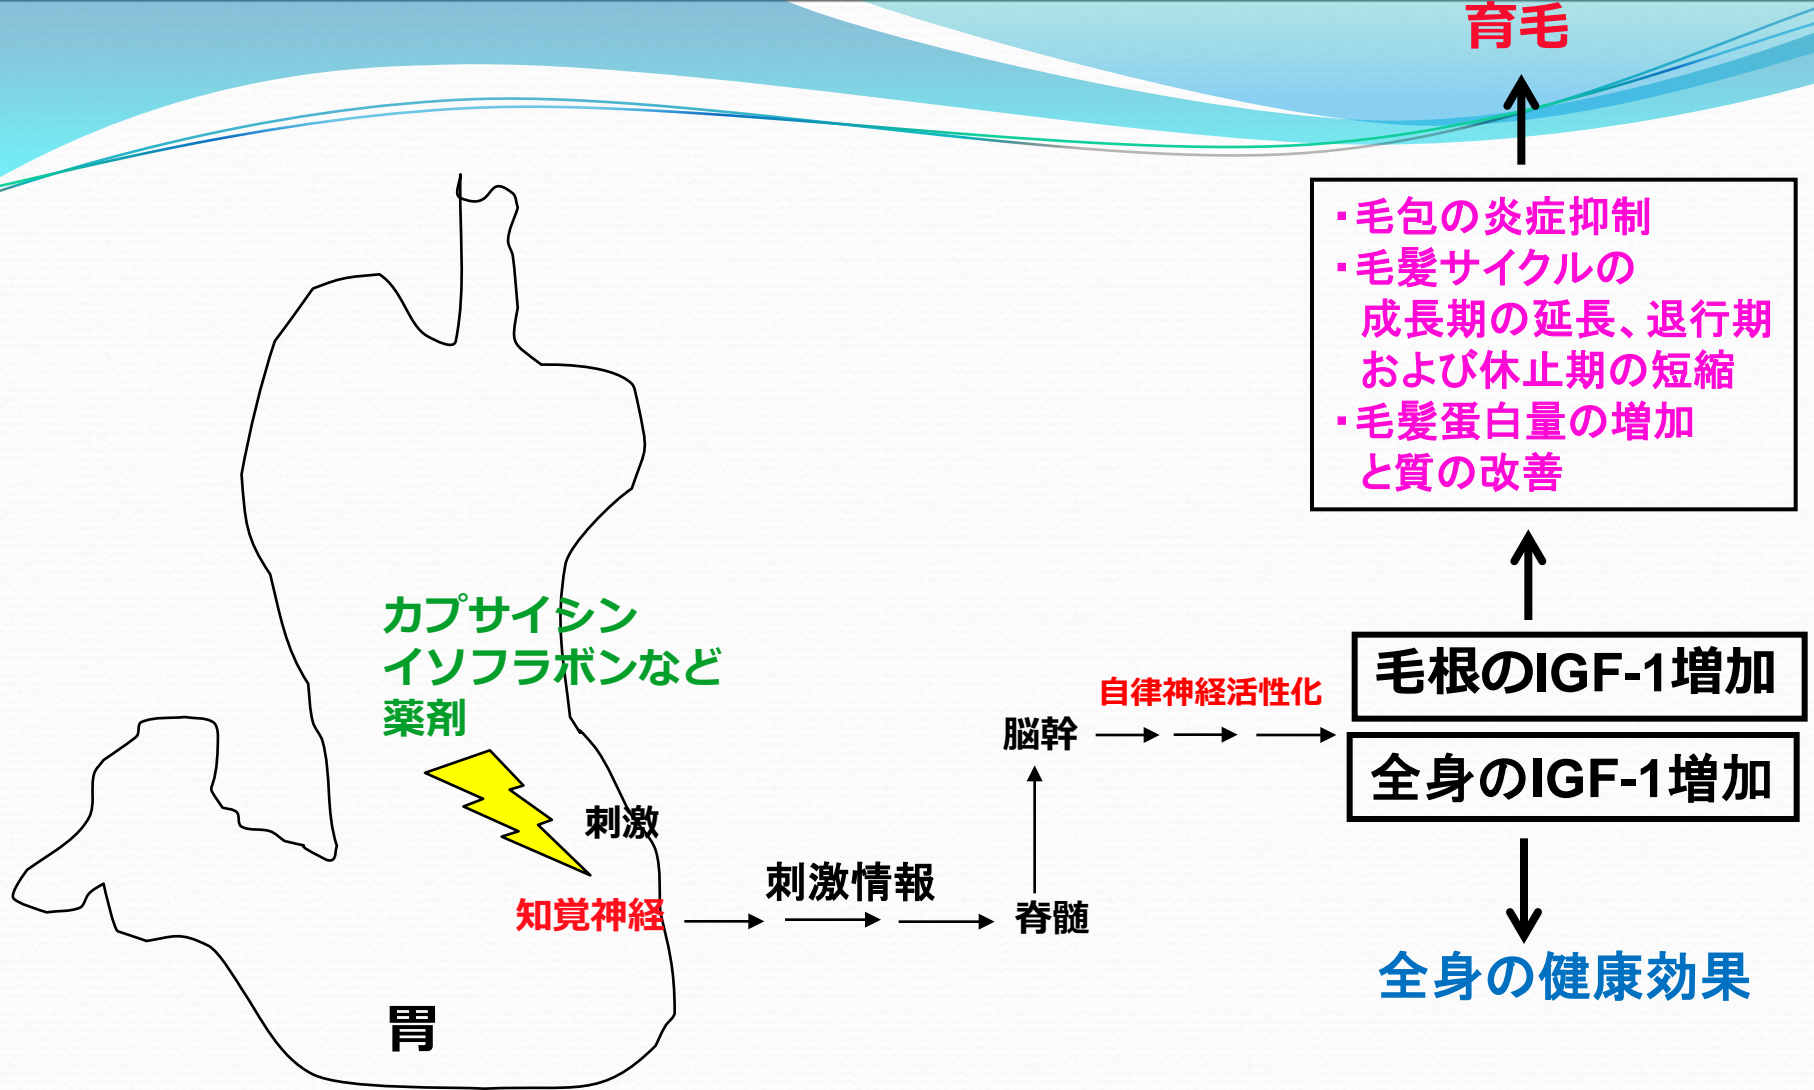 育毛
・毛包の炎症抑制
・毛髪サイクルの
成長期の延長、退行期
および休止期の短縮
・毛髪蛋白量の増加
と質の改善
カプサイシン
イソフラボンなど
薬剤
刺激
知覚神経
胃
刺激情報
脊髄
脳幹
自律神経活性化
毛根のIGF-1増加
全身のIGF-1増加
全身の健康効果